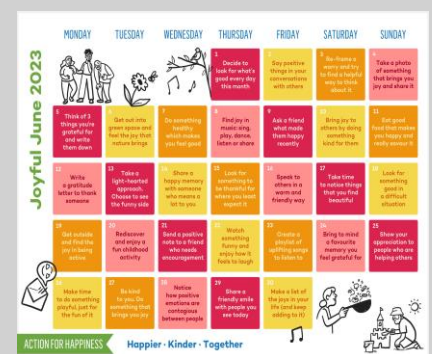 Joyful June 2023
MONDAY TUESDAY WEDNESDAY THURSDAY FRIDAY SATURDAY SUNDAY
1
Decide to
look for what's
good every day
this month
2
Say positive
things in your
conversations
with others
3
Re-frame a
worry and try
to find a helpful
way to think
about it
4
Take a photo
of something
that brings you
joy and share it
5
Think of 3
things you're
grateful for
and write
them down
6
Get out into
green space and
feel the joy that
nature brings
7
Do something
healthy
which makes
you feel good
8
Find joy in
music: sing,
play, dance,
listen or share
9
Ask a friend
what made
them happy
recently
10
Bring joy to
others by doing
something
kind for them
11
Eat good
food that makes
you happy and
really savour it
12
Write
a gratitude
letter to thank
someone
13
Take a
light-hearted
approach.
Choose to see
the funny side
14
Share a
happy memory
with someone
who means a
lot to you
15
Look for
something to
be thankful for
where you least
expect it
16
Speak to
others in a
warm and
friendly way
17
Take time
to notice things
that you find
beautiful
18
Look for
something
good in a
difficult
situation
19
Get outside
and find the
joy in being
active
20
Rediscover
and enjoy a
fun childhood
activity
21
Send a positive
note to a friend
who needs
encouragement
22
Watch
something
funny and
enjoy how it
feels to laugh
23
Create a
playlist of
uplifting songs
to listen to
24
Bring to mind
a favourite
memory you
feel grateful for
25
Show your
appreciation to
people who are
helping others
26
Make time
to do something
playful, just for
the fun of it
27
Be kind
to you. Do
something that
brings you joy
28
Notice
how positive
emotions are
contagious
between people
29
Share a
friendly smile
with people you
see today
30
Make a list of
the joys in your
life (and keep
adding to it)
ACTION FOR HAPPINESS
Happier · Kinder · Together